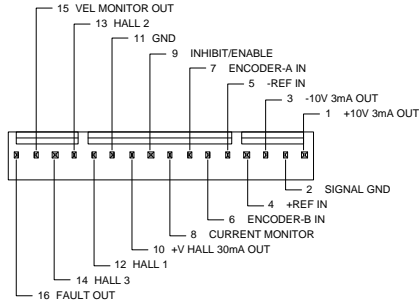 15 VEL MONITOR OUT
13 HALL 2
11 GND
9 INHIBIT/ENABLE
7 ENCODER-A IN
5 -REF IN
3 -10V 3mA OUT
1 +10V 3mA OUT
2 SIGNAL GND
4 +REF IN
6 ENCODER-B IN
8 CURRENT MONITOR
10 +V HALL 30mA OUT
12 HALL 1
14 HALL 3
16 FAULT OUT